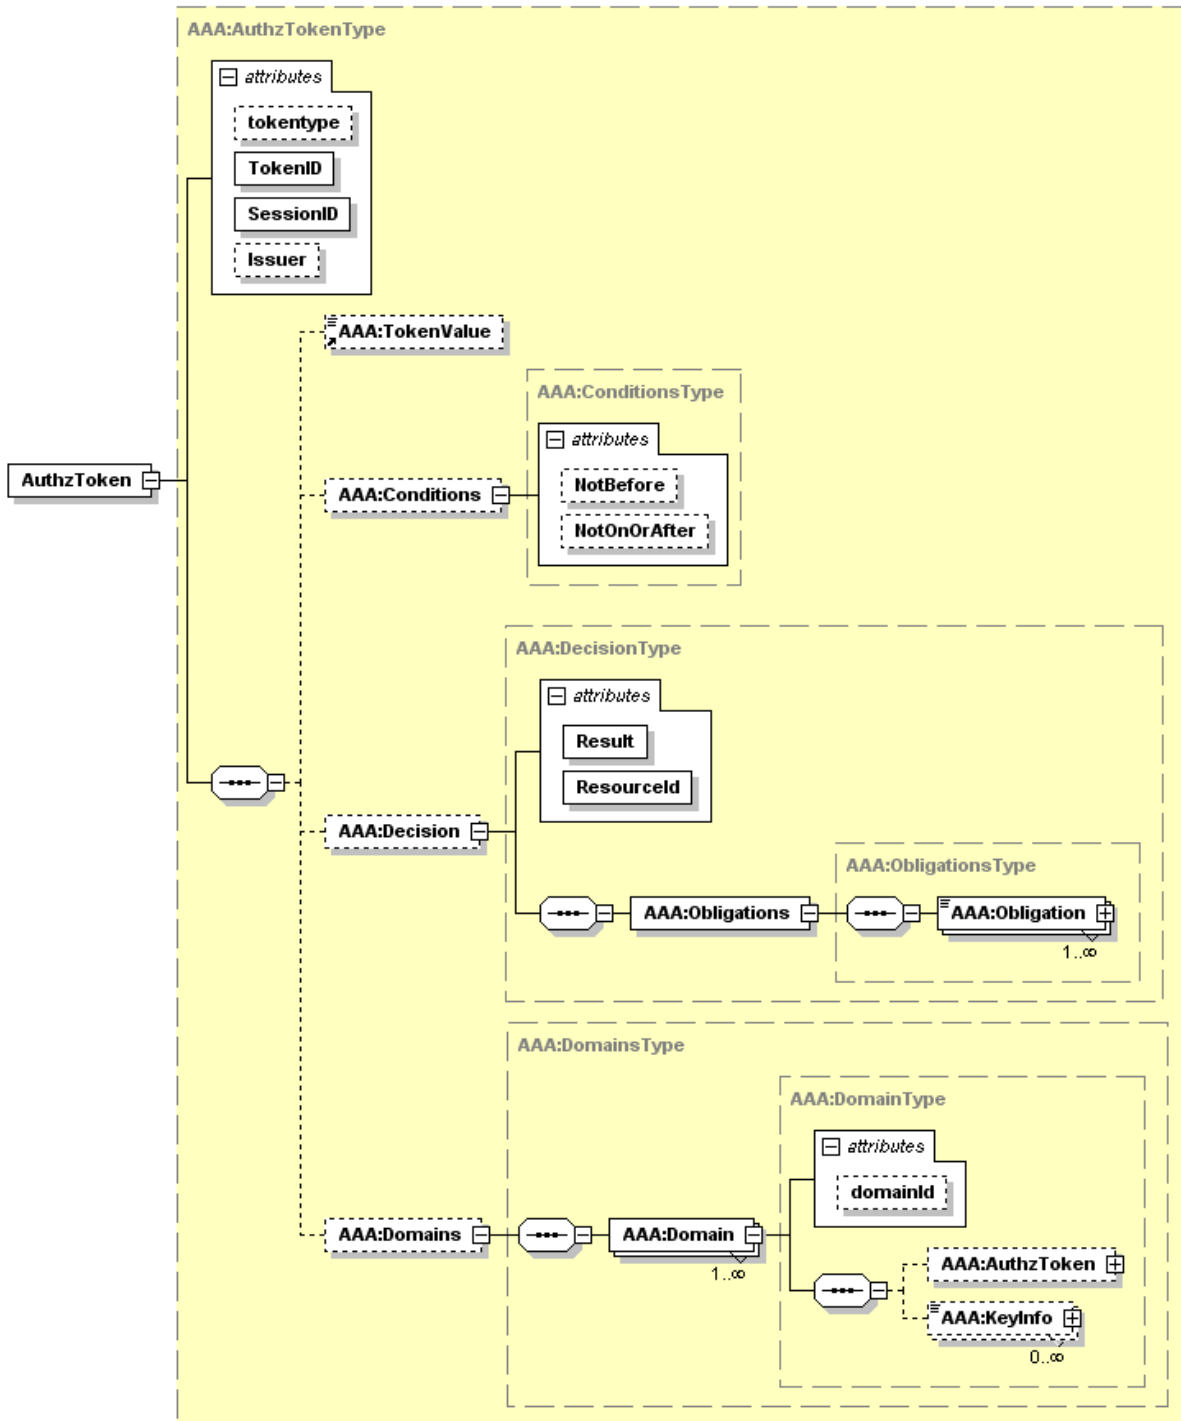 AAA:AuthzTokenType
attributes
tokentype
TokenID
SessionID
Issuer
AAA:TokenValue
AAA:ConditionsType
attributes
AuthzToken
AAA:Conditions
NotBefore
NotOnOrAfter
AAA:DecisionType
attributes
Result
ResourceId
AAA:Decision
AAA:ObligationsType
AAA:Obligations
AAA:Obligation
1..∞
AAA:DomainsType
AAA:DomainType
attributes
domainId
AAA:Domains
AAA:Domain
1..∞
AAA:AuthzToken
AAA:KeyInfo
0..∞